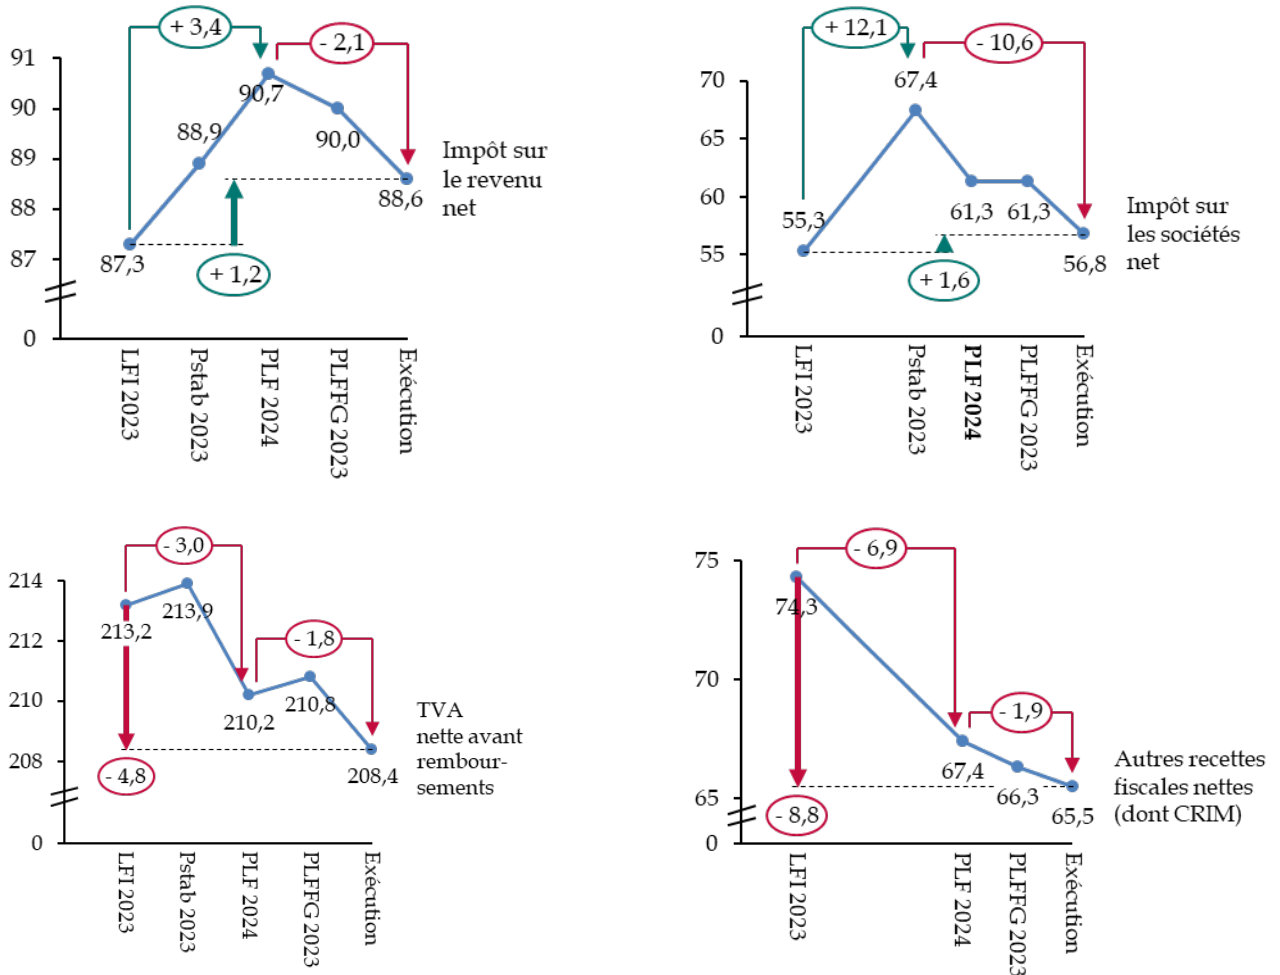 + 3,4
- 2,1
91
90
89
88
87
0
90,7
88,9
90,0
88,6
87,3
+ 1,2
Impôt sur
le revenu
net
LFI 2023
Pstab 2023
PLF 2024
PLFFG 2023
Exécution
+ 12,1
- 10,6
70
65
60
55
0
67,4
55,3
61,3
61,3
56,8
+ 1,6
Impôt sur
les sociétés
net
LFI 2023
Pstab 2023
PLF 2024
PLFFG 2023
Exécution
- 3,0
- 1,8
214
212
210
208
0
213,2
213,9
210,2
210,8
208,4
- 4,8
TVA
nette avant
rembour-
sements
LFI 2023
Pstab 2023
PLF 2024
PLFFG 2023
Exécution
- 6,9
- 1,9
75
70
65
0
74,3
67,4
66,3
65,5
- 8,8
Autres recettes
fiscales nettes
(dont CRIM)
LFI 2023
PLF 2024
PLFFG 2023
Exécution